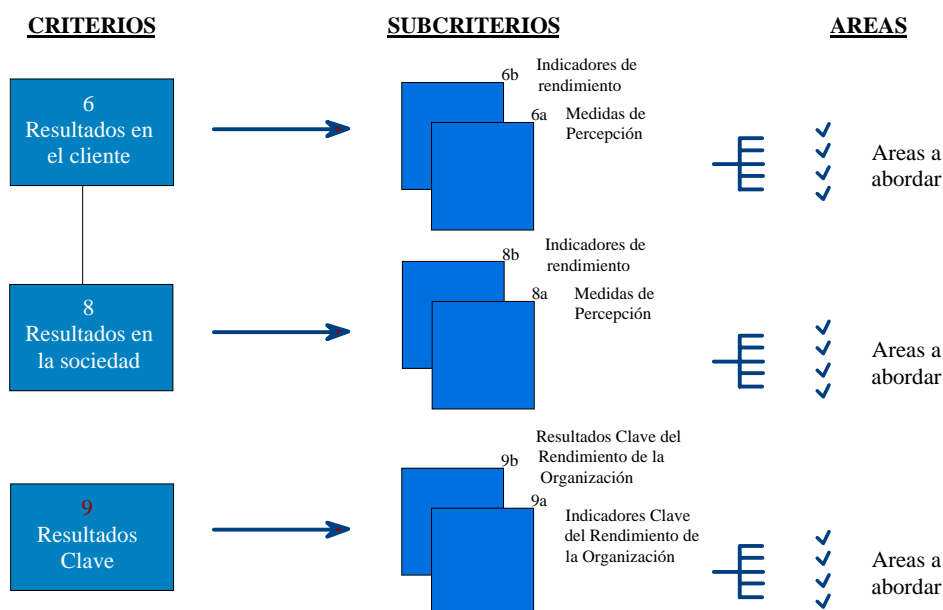 CRITERIOS
SUBCRITERIOS
AREAS
6
Resultados en
el cliente
6b
Indicadores de
rendimiento
6a
Medidas de
Percepción
Areas a
abordar
8
Resultados en
la sociedad
8b
Indicadores de
rendimiento
8a
Medidas de
Percepción
Areas a
abordar
9
Resultados
Clave
9b
Resultados Clave del
Rendimiento de la
Organización
9a
Indicadores Clave
del Rendimiento de
la Organización
Areas a
abordar